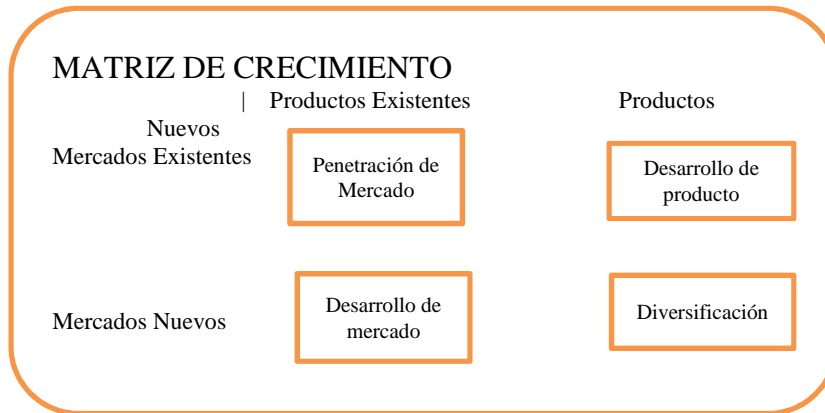 MATRIZ DE CRECIMIENTO
| Productos Existentes Productos
Nuevos
Mercados Existentes
Penetración de
Mercado
Desarrollo de
producto
Mercados Nuevos
Desarrollo de
mercado
Diversificación